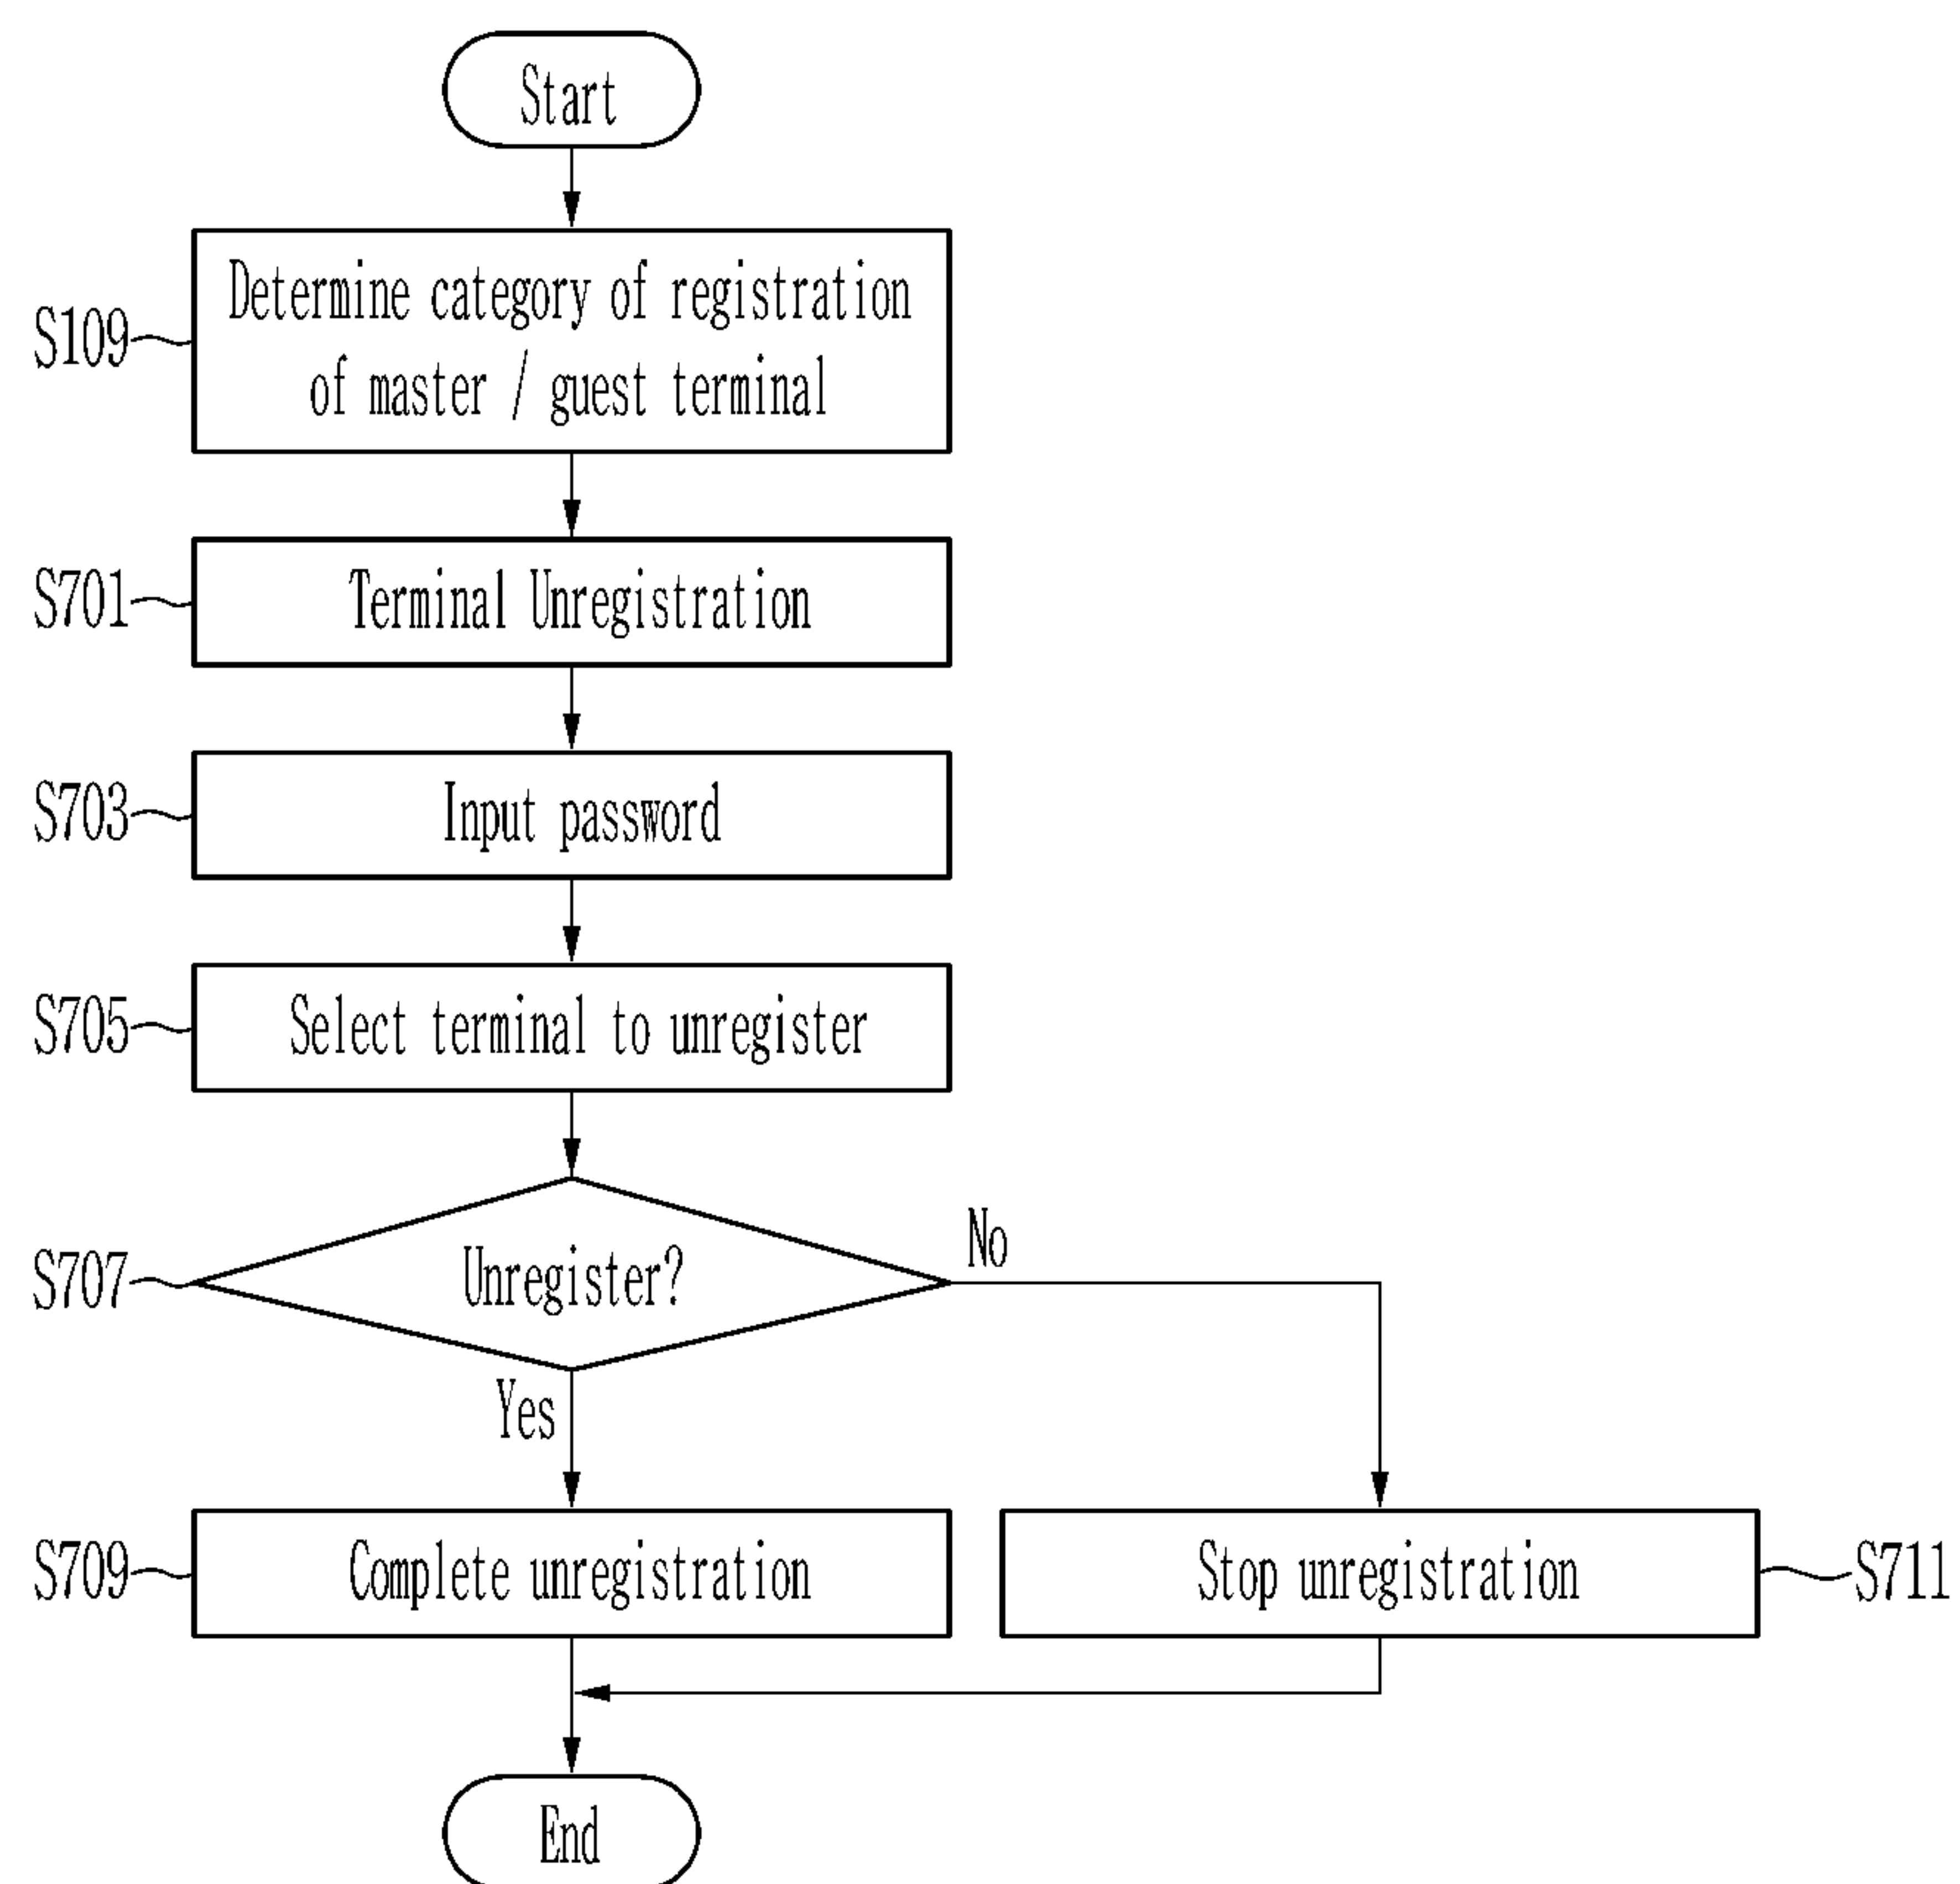 Start
S109
Determine category of registration
of master / guest terminal
S701
Terminal Unregistration
S703
Input password
S705
Select terminal to unregister
S707
Unregister?
No
Yes
S709
Complete unregistration
Stop unregistration
S711
End